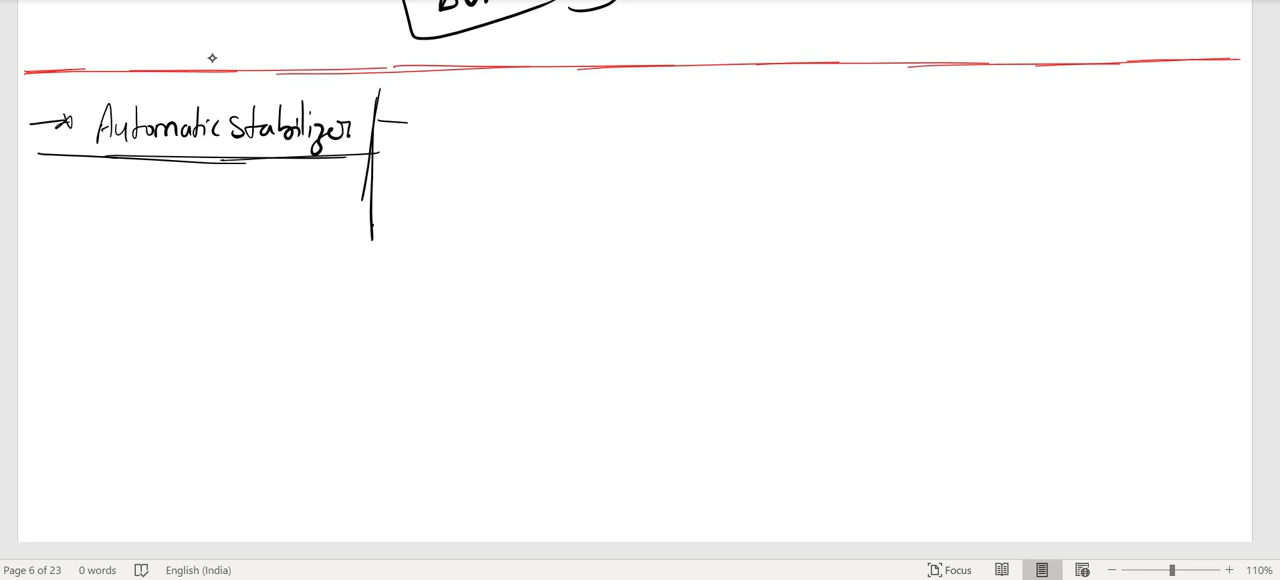 → Automatic stabilizer
Page 6 of 23 0 words English (India) Focus 110%